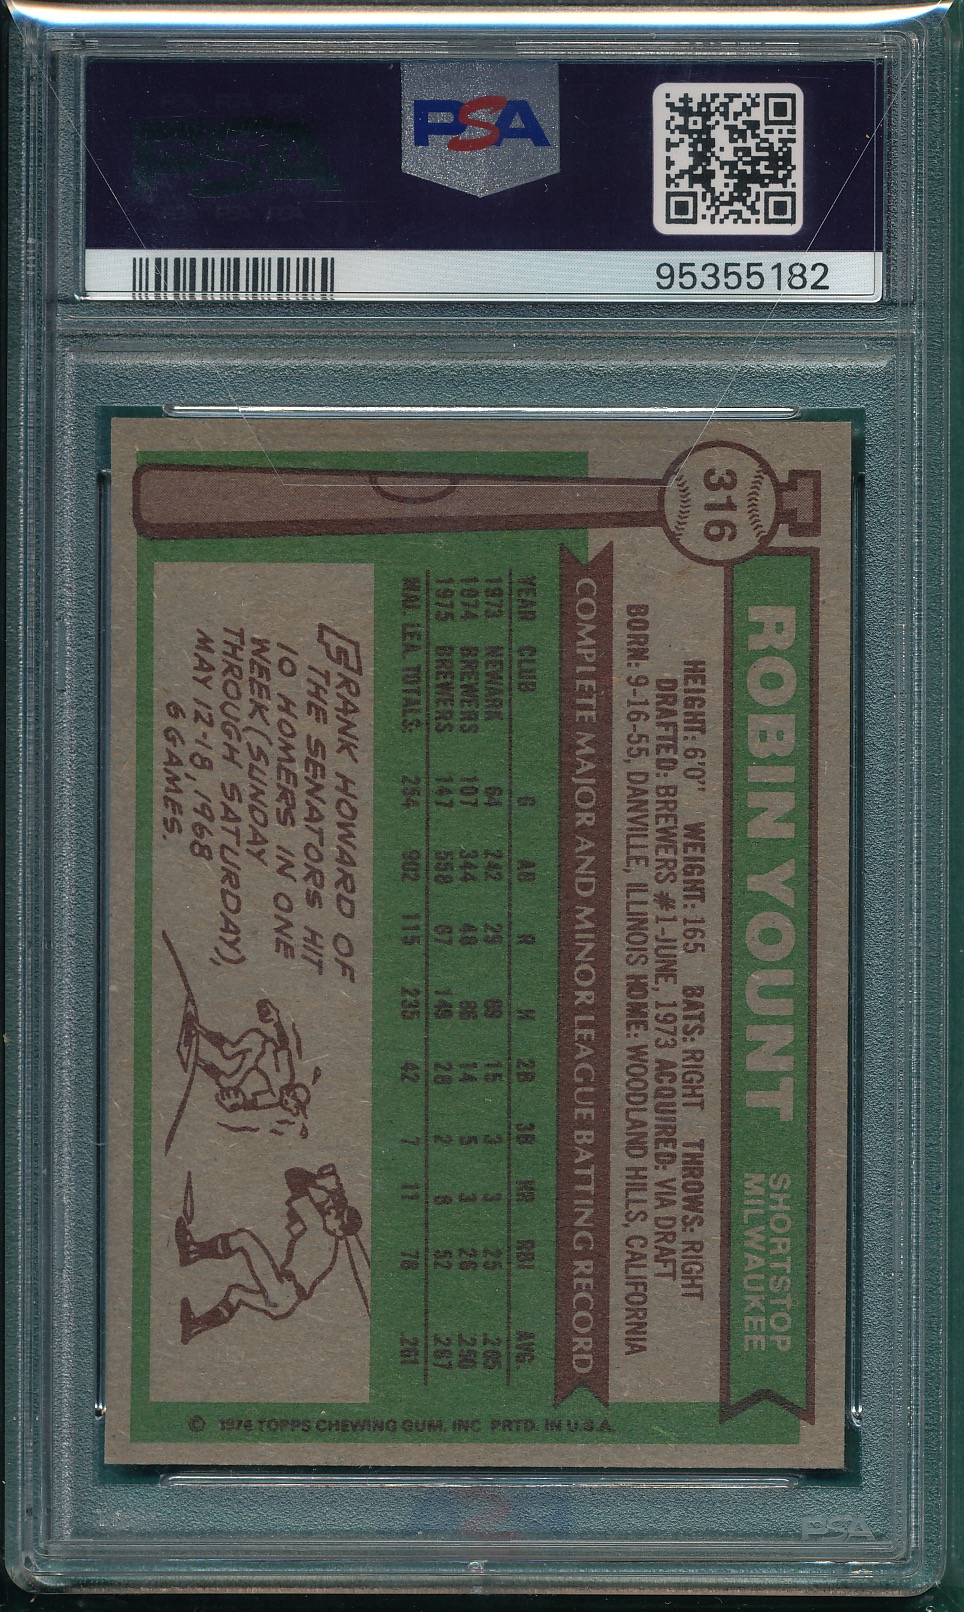 PSA
95355182
316
ROBIN YOUNT
SHORTSTOP
MILWAUKEE
HEIGHT: 6'0" WEIGHT: 165 BATS: RIGHT THROWS: RIGHT
DRAFTED: BREWERS #1-JUNE, 1973 ACQUIRED: VIA DRAFT
BORN: 9-16-55, DANVILLE, ILLINOIS HOME: WOODLAND HILLS, CALIFORNIA
COMPLETE MAJOR AND MINOR LEAGUE BATTING RECORD
YEAR CLUB G AB R H 2B 3B HR RBI AVG.
1973 NEWARK 64 242 29 69 15 3 3 25 .285
1974 BREWERS 107 344 48 86 14 5 3 26 .250
1975 BREWERS 147 558 67 149 28 2 8 52 .267
MAJ. LEA. TOTALS: 254 902 115 235 42 7 11 78 .261
FRANK HOWARD OF
THE SENATORS HIT
10 HOMERS IN ONE
WEEK (SUNDAY
THROUGH SATURDAY),
MAY 12-18, 1968
6 GAMES.
© 1976 TOPPS CHEWING GUM, INC. PRTD. IN U.S.A.
PSA